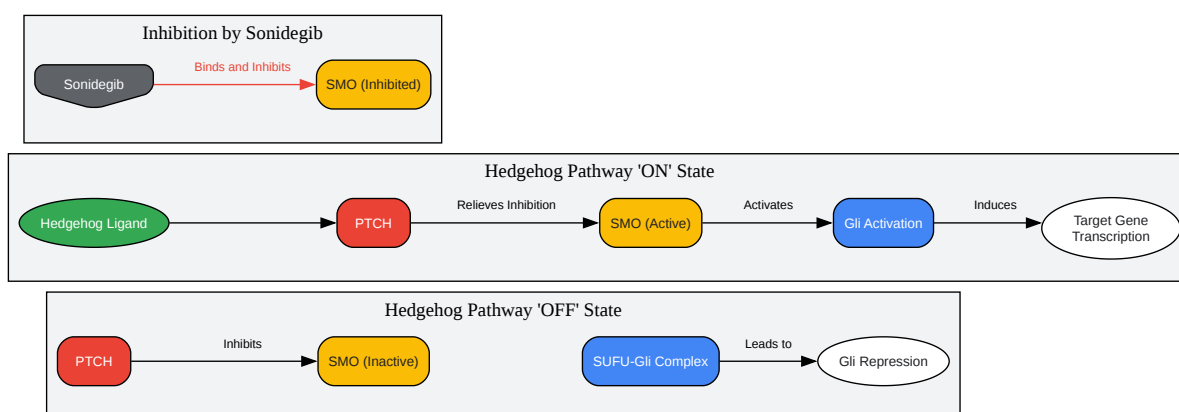 Inhibition by Sonidegib
Sonidegib
Binds and Inhibits
SMO (Inhibited)
Hedgehog Pathway 'ON' State
Hedgehog Ligand
PTCH
Relieves Inhibition
SMO (Active)
Activates
Gli Activation
Induces
Target Gene
Transcription
Hedgehog Pathway 'OFF' State
PTCH
Inhibits
SMO (Inactive)
SUFU-Gli Complex
Leads to
Gli Repression